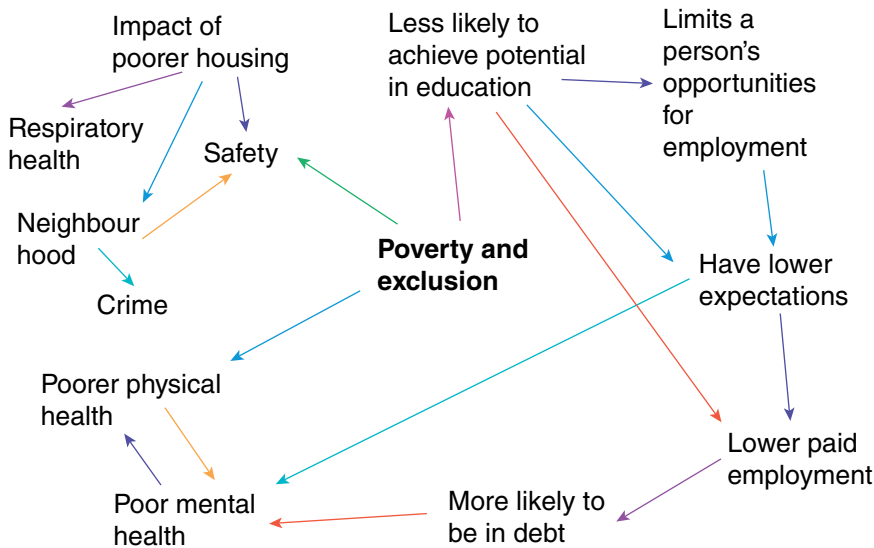 Impact of
poorer housing
Less likely to
achieve potential
in education
Limits a
person's
opportunities
for
employment
Respiratory
health
Safety
Neighbour
hood
Poverty and
exclusion
Have lower
expectations
Crime
Poorer physical
health
Lower paid
employment
Poor mental
health
More likely to
be in debt